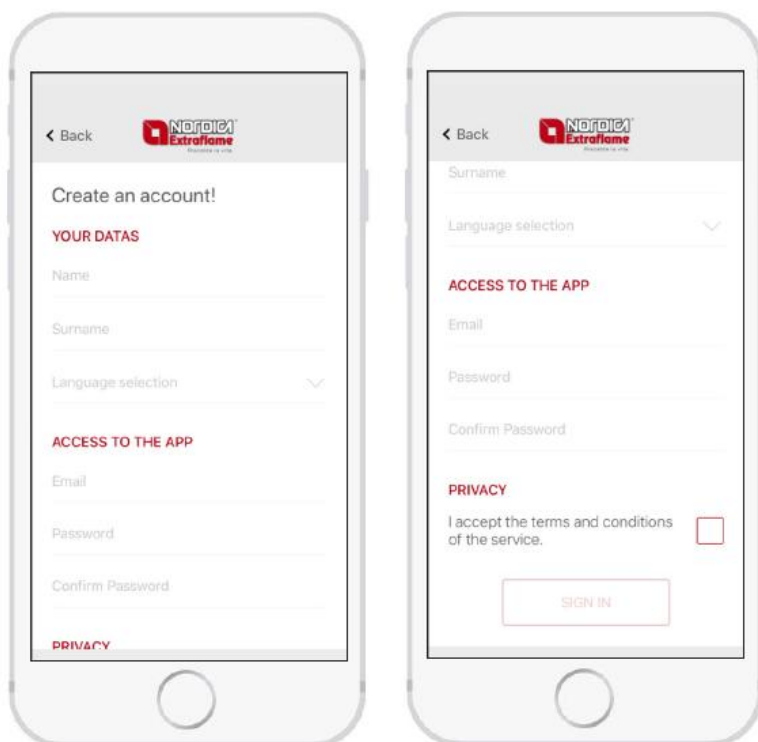 Back
NORDICA
Extraflame
Create an account!
YOUR DATAS
Name
Surname
Language selection
ACCESS TO THE APP
Email
Password
Confirm Password
PRIVACY
Back
NORDICA
Extraflame
Surname
Language selection
ACCESS TO THE APP
Email
Password
Confirm Password
PRIVACY
I accept the terms and conditions
of the service.
SIGN IN